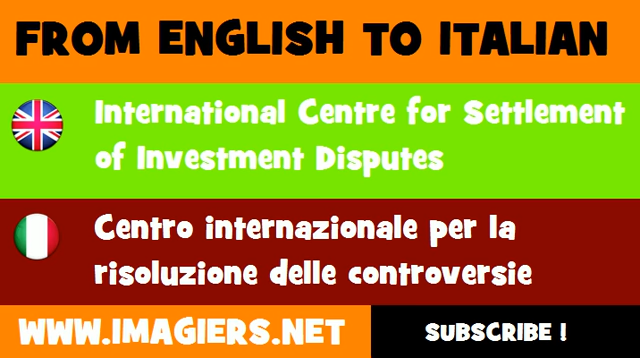 FROM ENGLISH TO ITALIAN
International Centre for Settlement
of Investment Disputes
Centro internazionale per la
risoluzione delle controversie
WWW.IMAGIERS.NET
SUBSCRIBE !